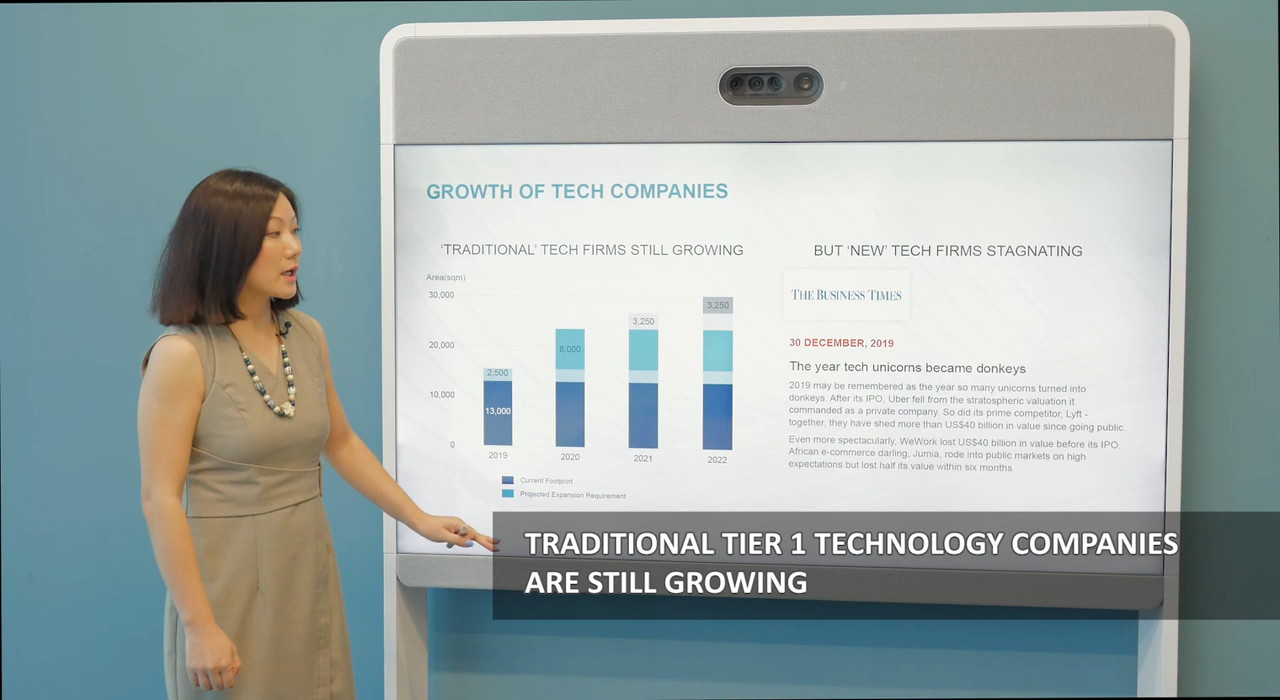 GROWTH OF TECH COMPANIES
'TRADITIONAL' TECH FIRMS STILL GROWING
Area(sqm)
30,000
20,000
10,000
0
2,500
13,000
8,000
3,250
3,250
2019
2020
2021
2022
Current Footprint
Projected Expansion Requirement
BUT 'NEW' TECH FIRMS STAGNATING
THE BUSINESS TIMES
30 DECEMBER, 2019
The year tech unicorns became donkeys
2019 may be remembered as the year so many unicorns turned into
donkeys. After its IPO, Uber fell from the stratospheric valuation it
commanded as a private company. So did its prime competitor, Lyft -
together, they have shed more than US$40 billion in value since going public.
Even more spectacularly, WeWork lost US$40 billion in value before its IPO.
African e-commerce darling, Jumia, rode into public markets on high
expectations but lost half its value within six months.
TRADITIONAL TIER 1 TECHNOLOGY COMPANIES
ARE STILL GROWING